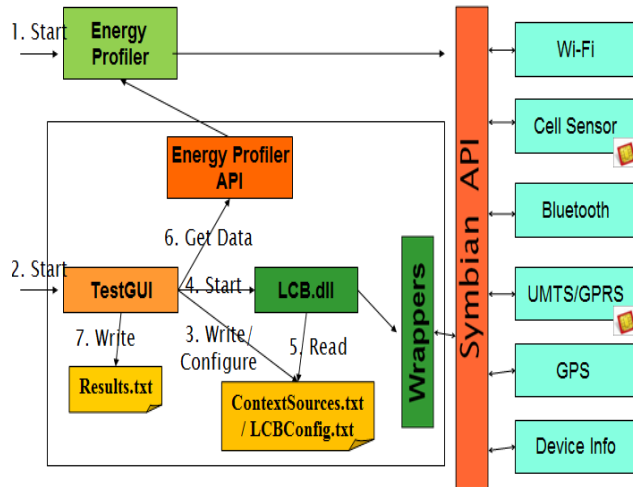 1. Start
Energy
Profiler
Wi-Fi
Cell Sensor
Energy Profiler
API
Symbian API
Bluetooth
6. Get Data
2. Start
TestGUI
4. Start
LCB.dll
Wrappers
UMTS/GPRS
7. Write
3. Write/
Configure
5. Read
Results.txt
ContextSources.txt
/ LCBConfig.txt
GPS
Device Info